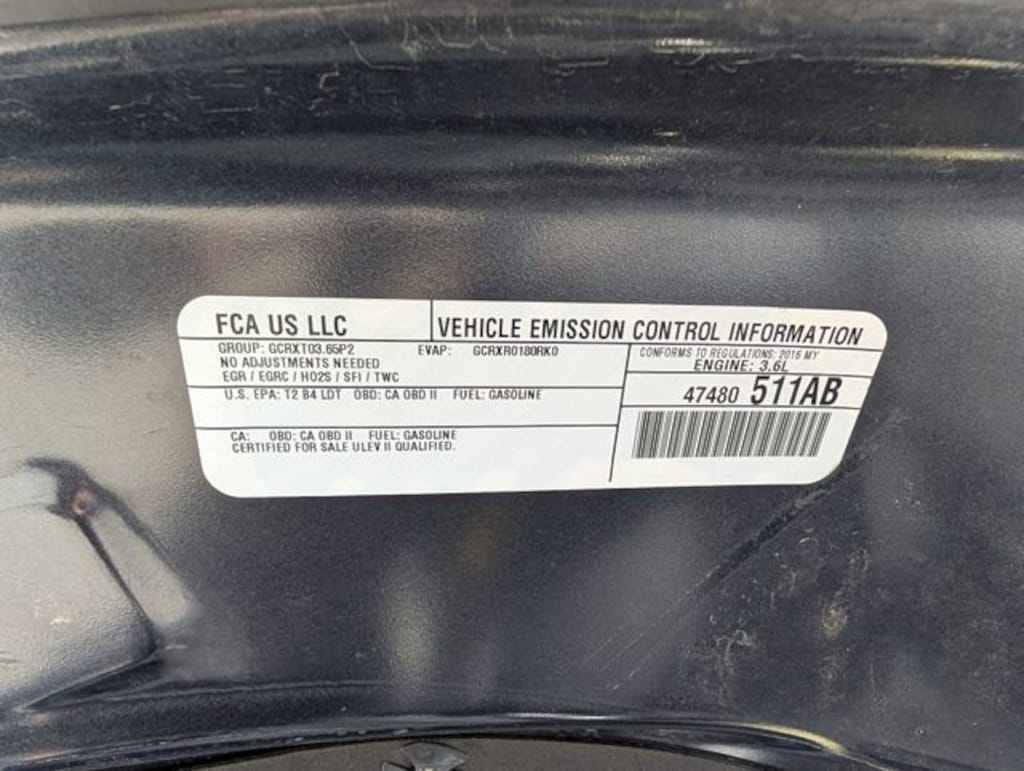 FCA US LLC
VEHICLE EMISSION CONTROL INFORMATION
GROUP: GCRXT03.65P2 EVAP: GCRXR0180RK0
NO ADJUSTMENTS NEEDED
EGR / EGRC / HO2S / SFI / TWC
CONFORMS TO REGULATIONS: 2016 MY
ENGINE: 3.6L
U.S. EPA: T2 B4 LDT OBD: CA OBD II FUEL: GASOLINE
47480 511AB
CA: OBD: CA OBD II FUEL: GASOLINE
CERTIFIED FOR SALE ULEV II QUALIFIED.